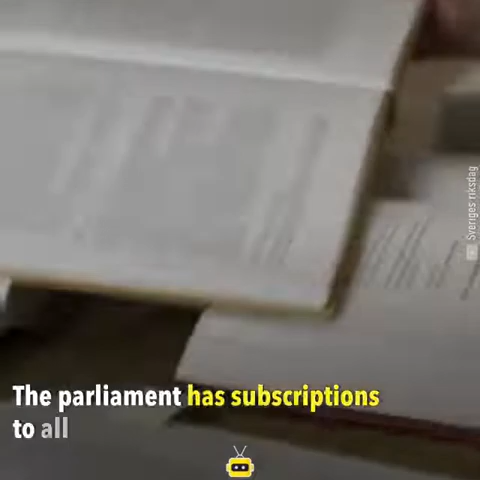 The parliament has subscriptions
to all
Sveriges riksdag